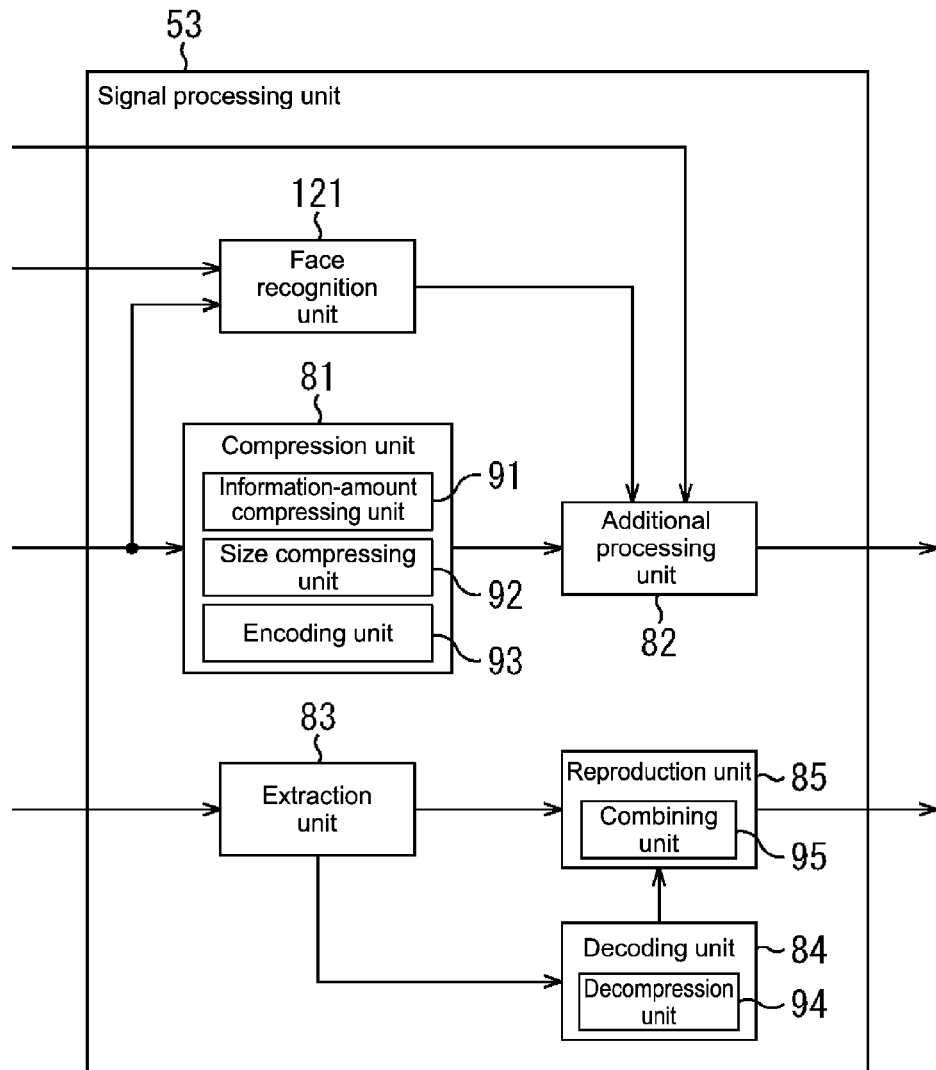 53
Signal processing unit
121
Face
recognition
unit
81
Compression unit
Information-amount
compressing unit
91
Size compressing
unit
92
Encoding unit
93
Additional
processing
unit
82
83
Extraction
unit
Reproduction unit
85
Combining
unit
95
Decoding unit
84
Decompression
unit
94